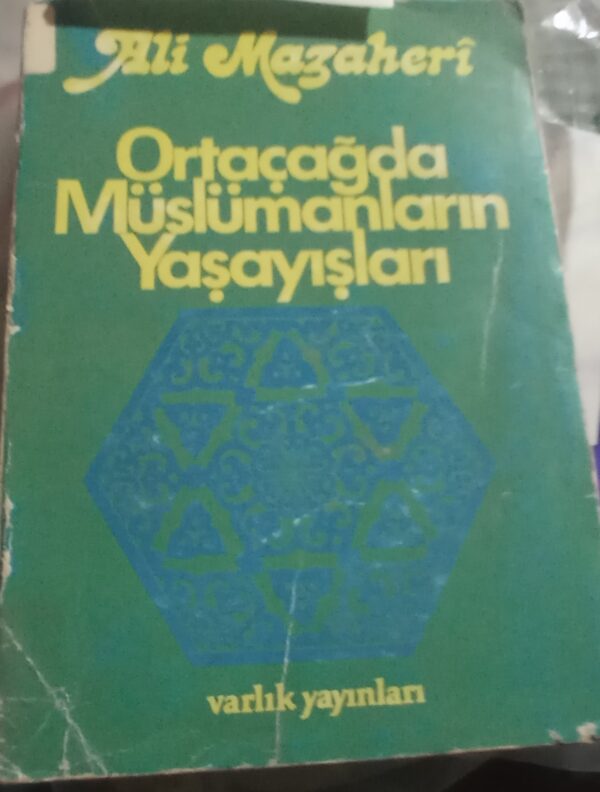 Ali Mazaherî
Ortaçağda
Müslümanların
Yaşayışları
varlık yayınları